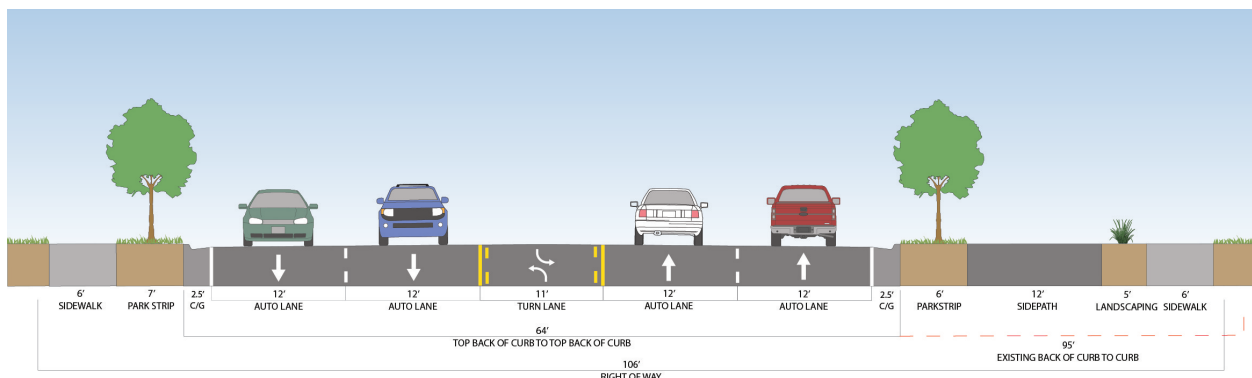 6’
SIDEWALK
7’
PARK STRIP
2.5’
C/G
12’
AUTO LANE
12’
AUTO LANE
11’
TURN LANE
12’
AUTO LANE
12’
AUTO LANE
2.5’
C/G
6’
PARKSTRIP
12’
SIDEPATH
5’
LANDSCAPING
6’
SIDEWALK
64’
TOP BACK OF CURB TO TOP BACK OF CURB
95’
EXISTING BACK OF CURB TO CURB
106’
RIGHT OF WAY